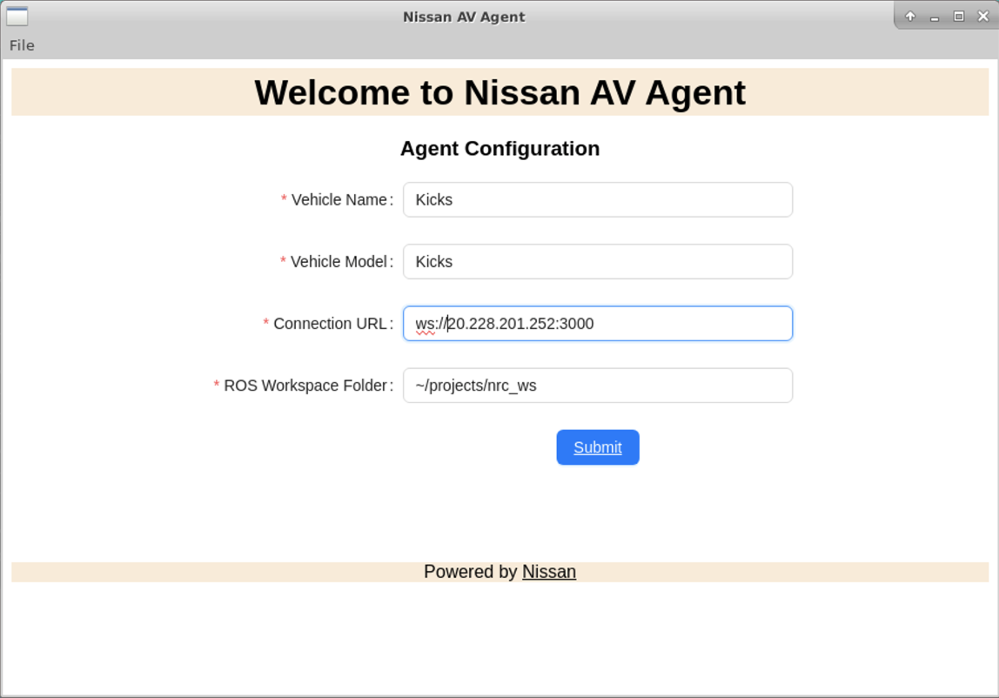 Nissan AV Agent
File
Welcome to Nissan AV Agent
Agent Configuration
* Vehicle Name: Kicks
* Vehicle Model: Kicks
* Connection URL: ws://20.228.201.252:3000
* ROS Workspace Folder: ~/projects/nrc_ws
Submit
Powered by Nissan